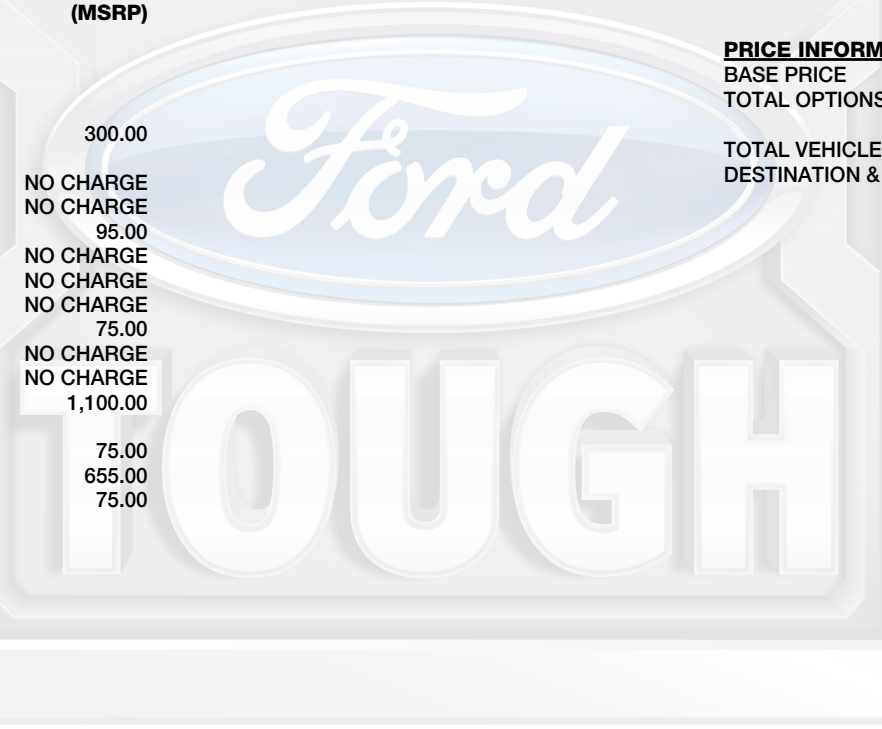 (MSRP)
300.00
NO CHARGE
NO CHARGE
95.00
NO CHARGE
NO CHARGE
NO CHARGE
75.00
NO CHARGE
NO CHARGE
1,100.00
75.00
655.00
75.00
PRICE INFORM
BASE PRICE
TOTAL OPTIONS
TOTAL VEHICLE
DESTINATION &
Ford
TOUGH